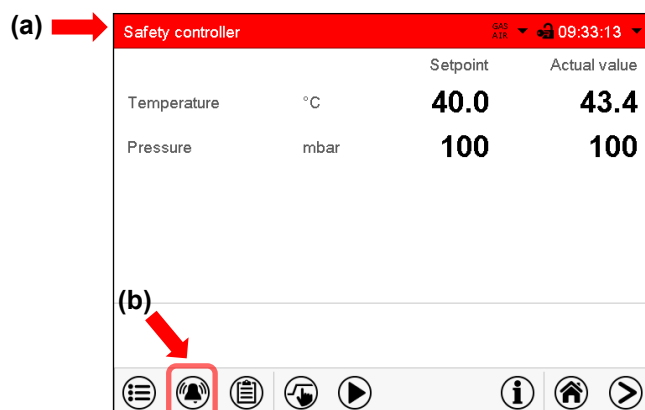 (a)
Safety controller GAS AIR 09:33:13
Setpoint Actual value
Temperature °C 40.0 43.4
Pressure mbar 100 100
(b)